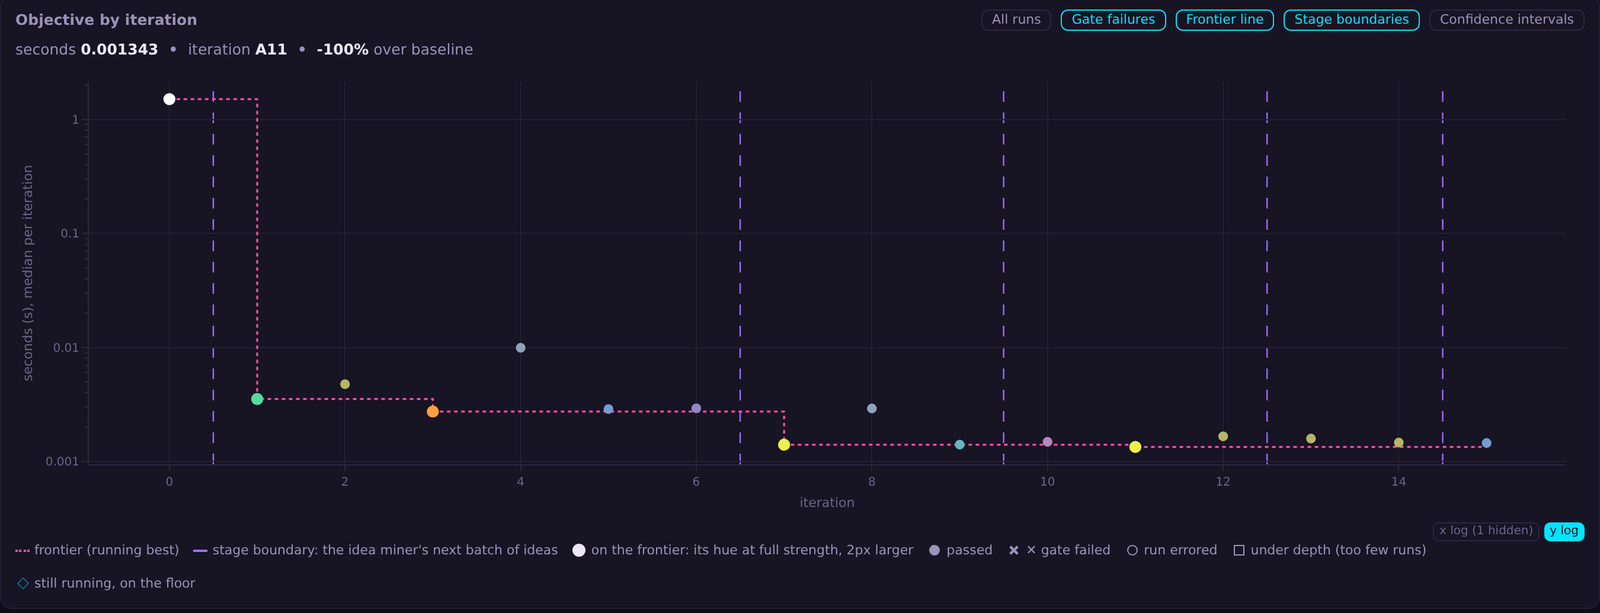 Objective by iteration
All runs Gate failures Frontier line Stage boundaries Confidence intervals
seconds 0.001343 • iteration A11 • -100% over baseline
seconds (s), median per iteration
1
0.1
0.01
0.001
0 2 4 6 8 10 12 14
iteration
x log (1 hidden) y log
frontier (running best) stage boundary: the idea miner's next batch of ideas on the frontier: its hue at full strength, 2px larger passed × gate failed run errored under depth (too few runs)
still running, on the floor